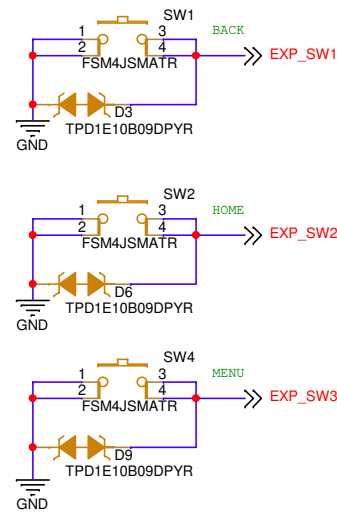 SW1
BACK
1
3
2
4
EXP_SW1
FSM4JSMATR
D3
TPD1E10B09DPYR
GND
SW2
HOME
1
3
2
4
EXP_SW2
FSM4JSMATR
D6
TPD1E10B09DPYR
GND
SW4
MENU
1
3
2
4
EXP_SW3
FSM4JSMATR
D9
TPD1E10B09DPYR
GND